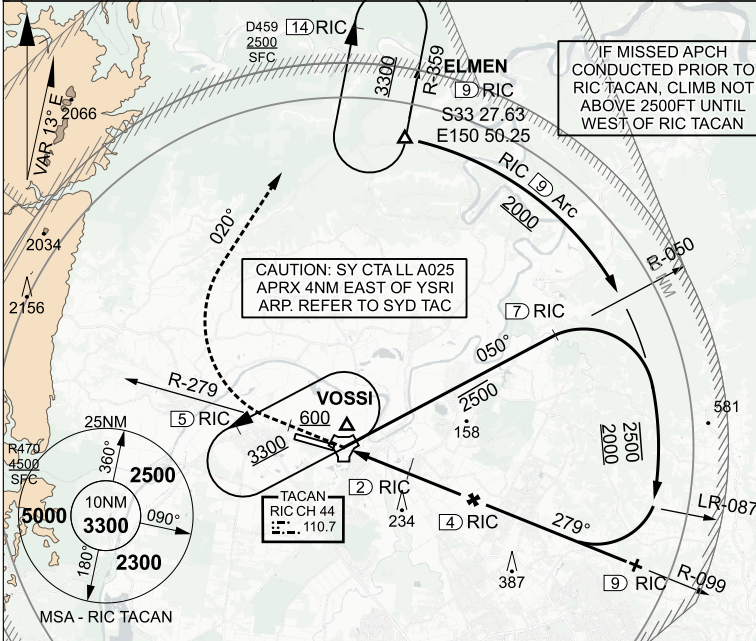 D459
2500
SFC
14 RIC
3300
R-359
ELMEN
9 RIC
S33 27.63
E150 50.25
IF MISSED APCH
CONDUCTED PRIOR TO
RIC TACAN, CLIMB NOT
ABOVE 2500FT UNTIL
WEST OF RIC TACAN
VAR 13° E
2066
RIC 9 Arc
2000
020°
2034
2156
CAUTION: SY CTA LL A025
APRX 4NM EAST OF YSRI
ARP. REFER TO SYD TAC
R-050
NM
7 RIC
050°
2500
R-279
5 RIC
VOSSI
600
3300
158
581
2500
2000
25NM
R470
4500
SFC
360°
2500
10NM
3300
5000
090°
180°
2300
MSA - RIC TACAN
TACAN
RIC CH 44
110.7
2 RIC
234
4 RIC
279°
LR-087
387
9 RIC
R-099